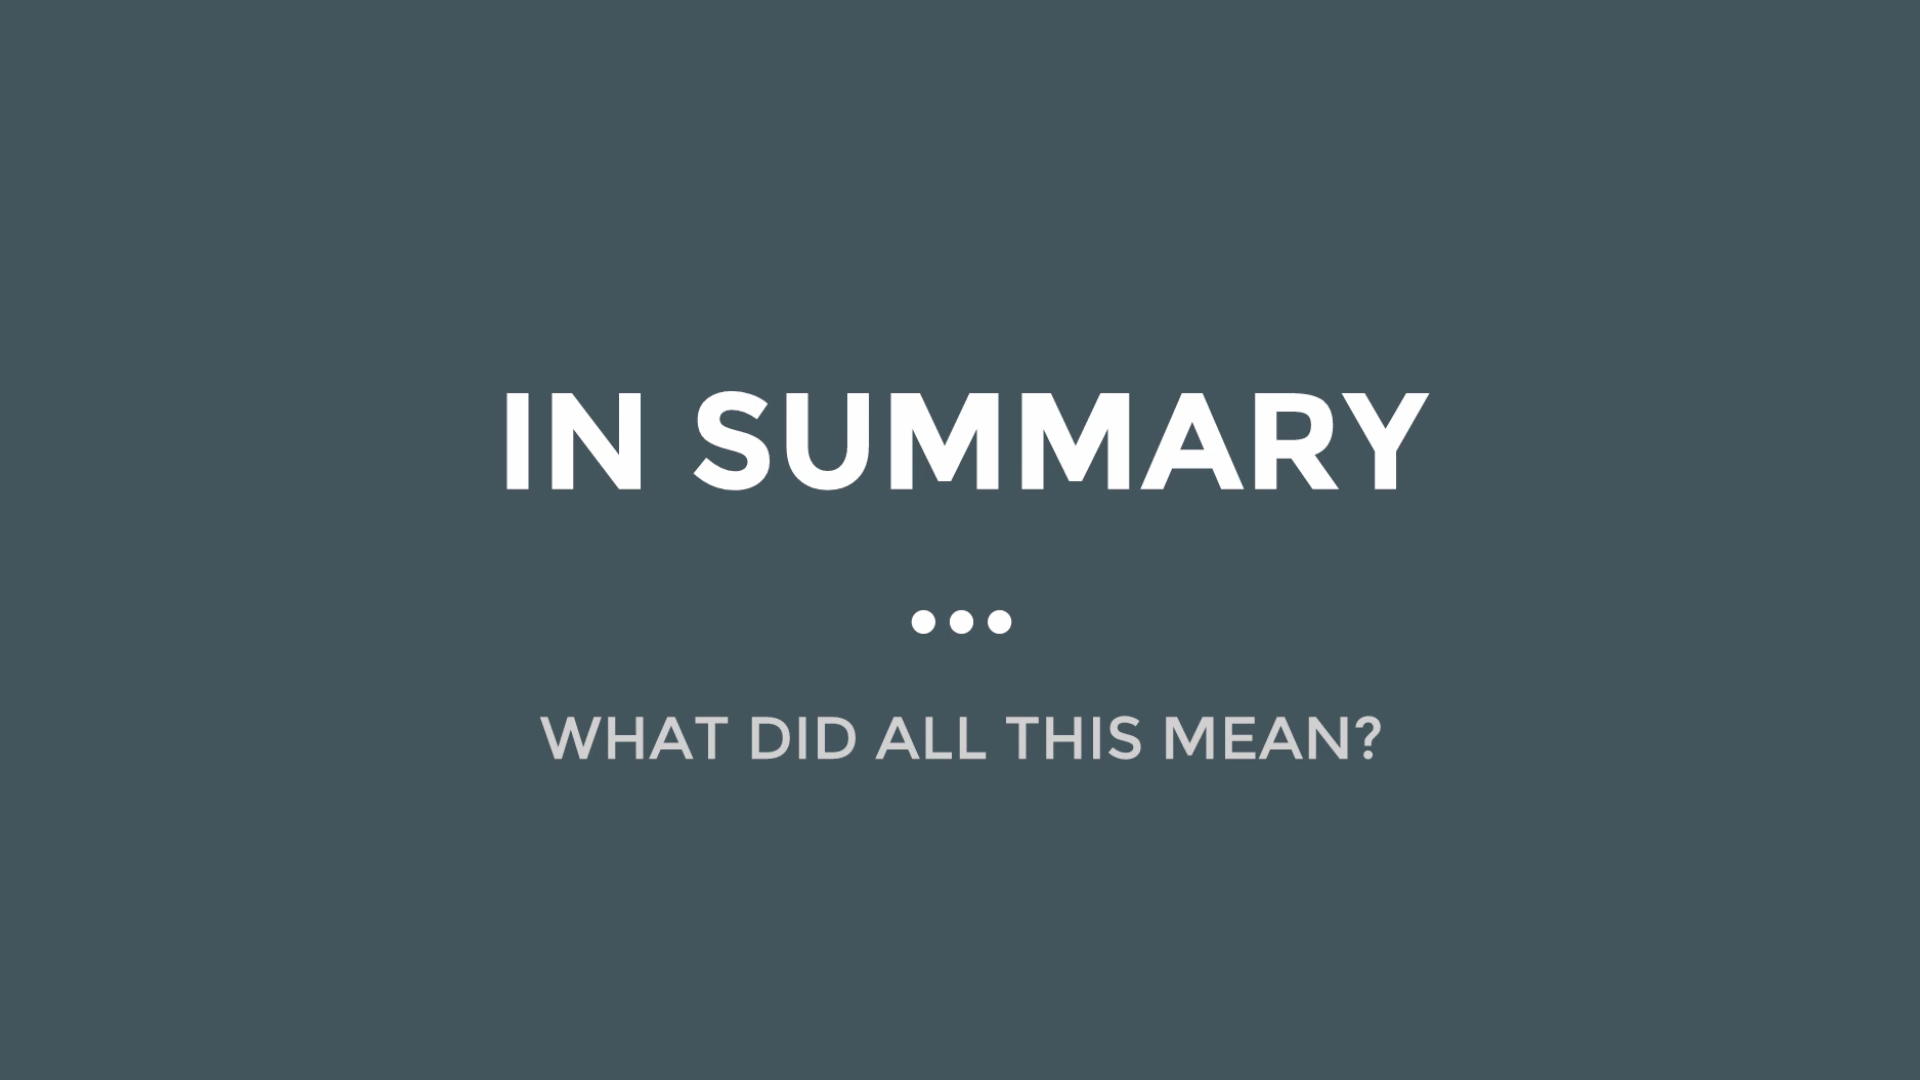 IN SUMMARY
•••
WHAT DID ALL THIS MEAN?